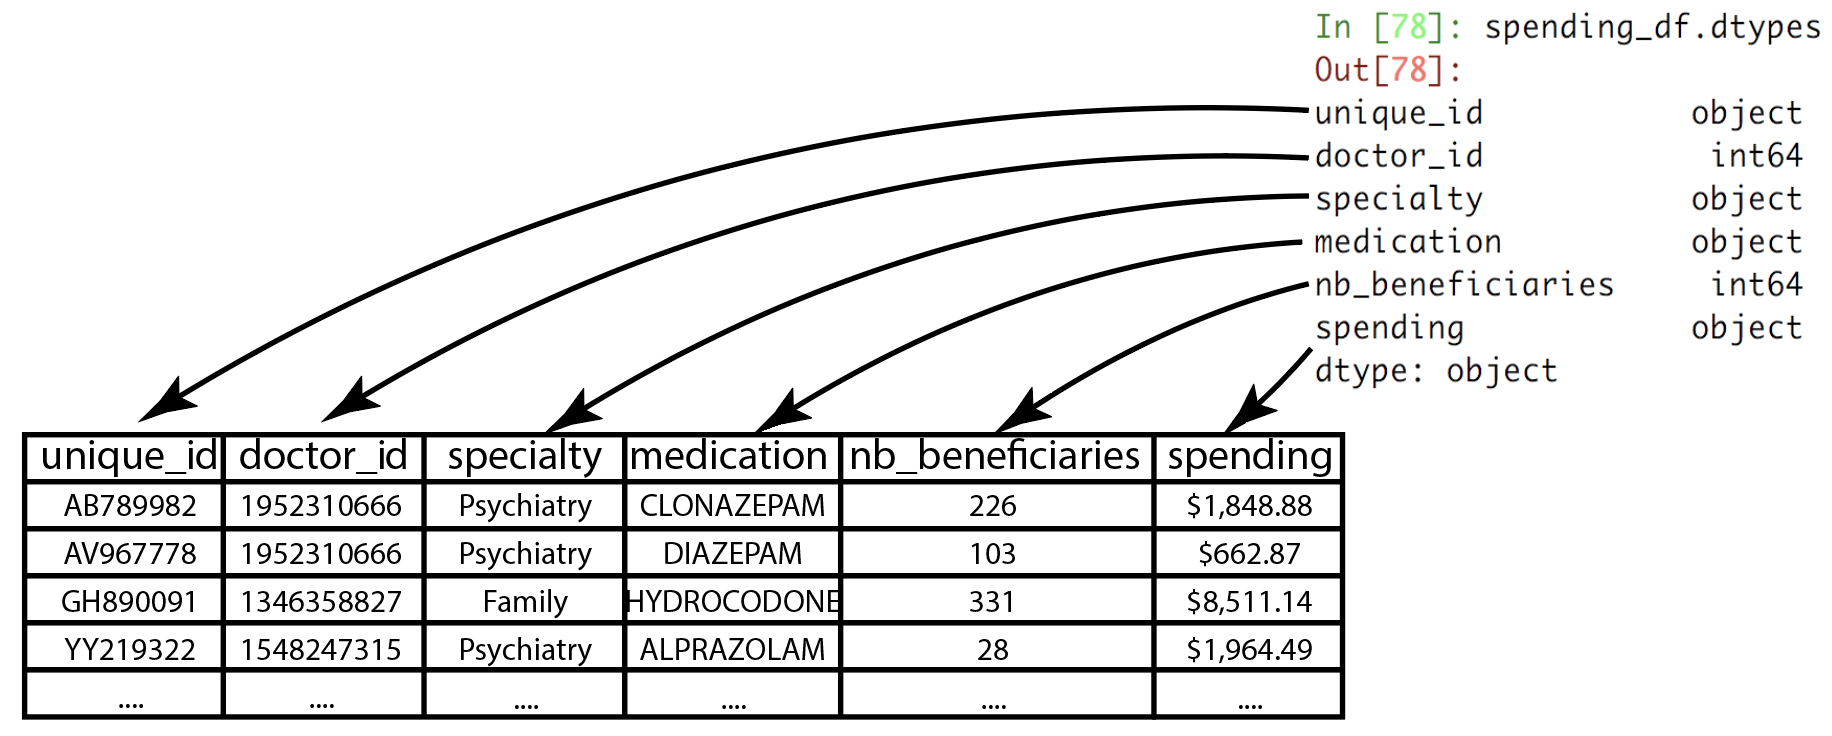 In [78]: spending_df.dtypes
Out[78]:
unique_id object
doctor_id int64
specialty object
medication object
nb_beneficiaries int64
spending object
dtype: object
unique_id doctor_id specialty medication nb_beneficiaries spending
AB789982 1952310666 Psychiatry CLONAZEPAM 226 $1,848.88
AV967778 1952310666 Psychiatry DIAZEPAM 103 $662.87
GH890091 1346358827 Family HYDROCODONE 331 $8,511.14
YY219322 1548247315 Psychiatry ALPRAZOLAM 28 $1,964.49
.... .... .... .... .... ....